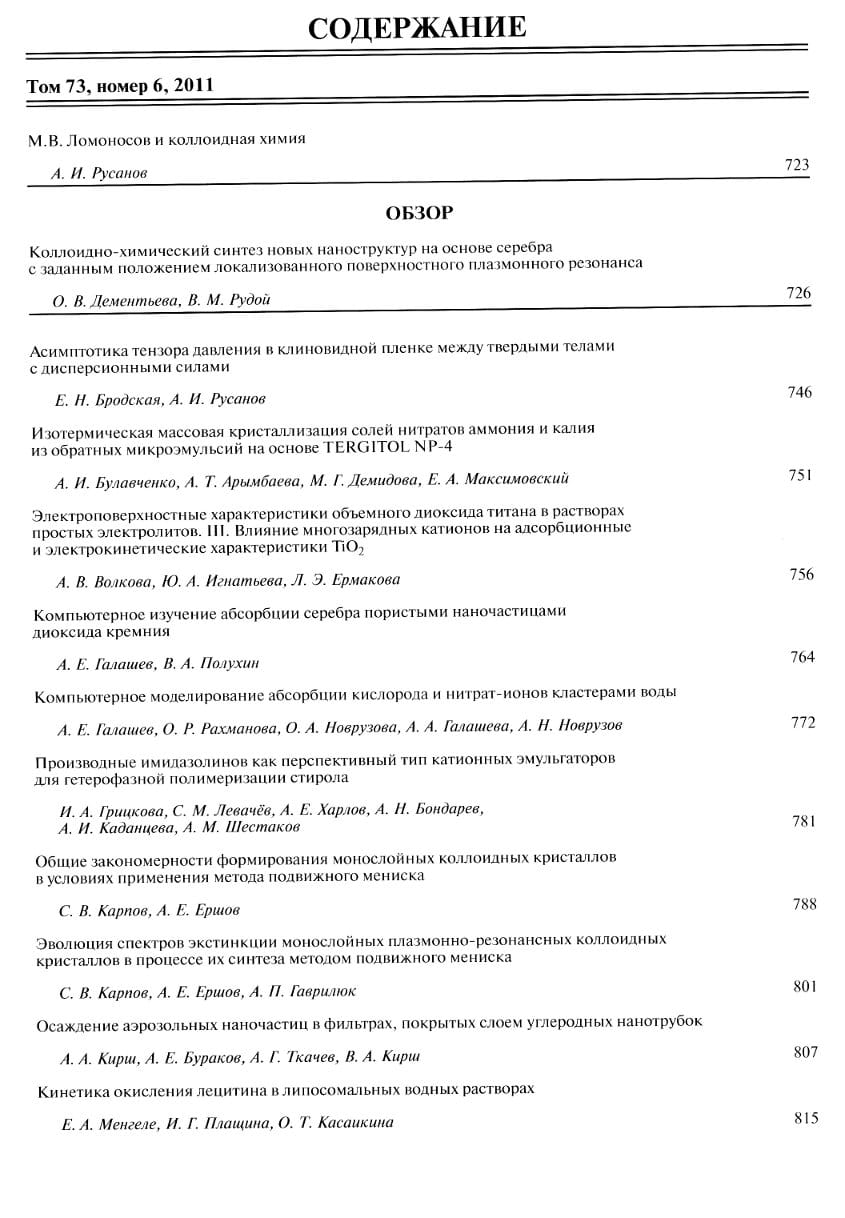 СОДЕРЖАНИЕ
Том 73, номер 6, 2011
М.В. Ломоносов и коллоидная химия
А. И. Русанов 723
ОБЗОР
Коллоидно-химический синтез новых наноструктур на основе серебра
с заданным положением локализованного поверхностного плазмонного резонанса
О. В. Дементьева, В. М. Рудой 726
Асимптотика тензора давления в клиновидной пленке между твердыми телами
с дисперсионными силами
Е. Н. Бродская, А. И. Русанов 746
Изотермическая массовая кристаллизация солей нитратов аммония и калия
из обратных микроэмульсий на основе TERGITOL NP-4
А. И. Булавченко, А. Т. Арымбаева, М. Г. Демидова, Е. А. Максимовский 751
Электроповерхностные характеристики объемного диоксида титана в растворах
простых электролитов. III. Влияние многозарядных катионов на адсорбционные
и электрокинетические характеристики TiO₂
А. В. Волкова, Ю. А. Игнатьева, Л. Э. Ермакова 756
Компьютерное изучение абсорбции серебра пористыми наночастицами
диоксида кремния
А. Е. Галашев, В. А. Полухин 764
Компьютерное моделирование абсорбции кислорода и нитрат-ионов кластерами воды
А. Е. Галашев, О. Р. Рахманова, О. А. Новрузова, А. А. Галашева, А. Н. Новрузов 772
Производные имидазолинов как перспективный тип катионных эмульгаторов
для гетерофазной полимеризации стирола
И. А. Грицкова, С. М. Левачёв, А. Е. Харлов, А. Н. Бондарев,
А. И. Каданцева, А. М. Шестаков 781
Общие закономерности формирования монослойных коллоидных кристаллов
в условиях применения метода подвижного мениска
С. В. Карпов, А. Е. Ершов 788
Эволюция спектров экстинкции монослойных плазмонно-резонансных коллоидных
кристаллов в процессе их синтеза методом подвижного мениска
С. В. Карпов, А. Е. Ершов, А. П. Гаврилюк 801
Осаждение аэрозольных наночастиц в фильтрах, покрытых слоем углеродных нанотрубок
А. А. Кирш, А. Е. Бураков, А. Г. Ткачев, В. А. Кирш 807
Кинетика окисления лецитина в липосомальных водных растворах
Е. А. Менгеле, И. Г. Плащина, О. Т. Касаикина 815